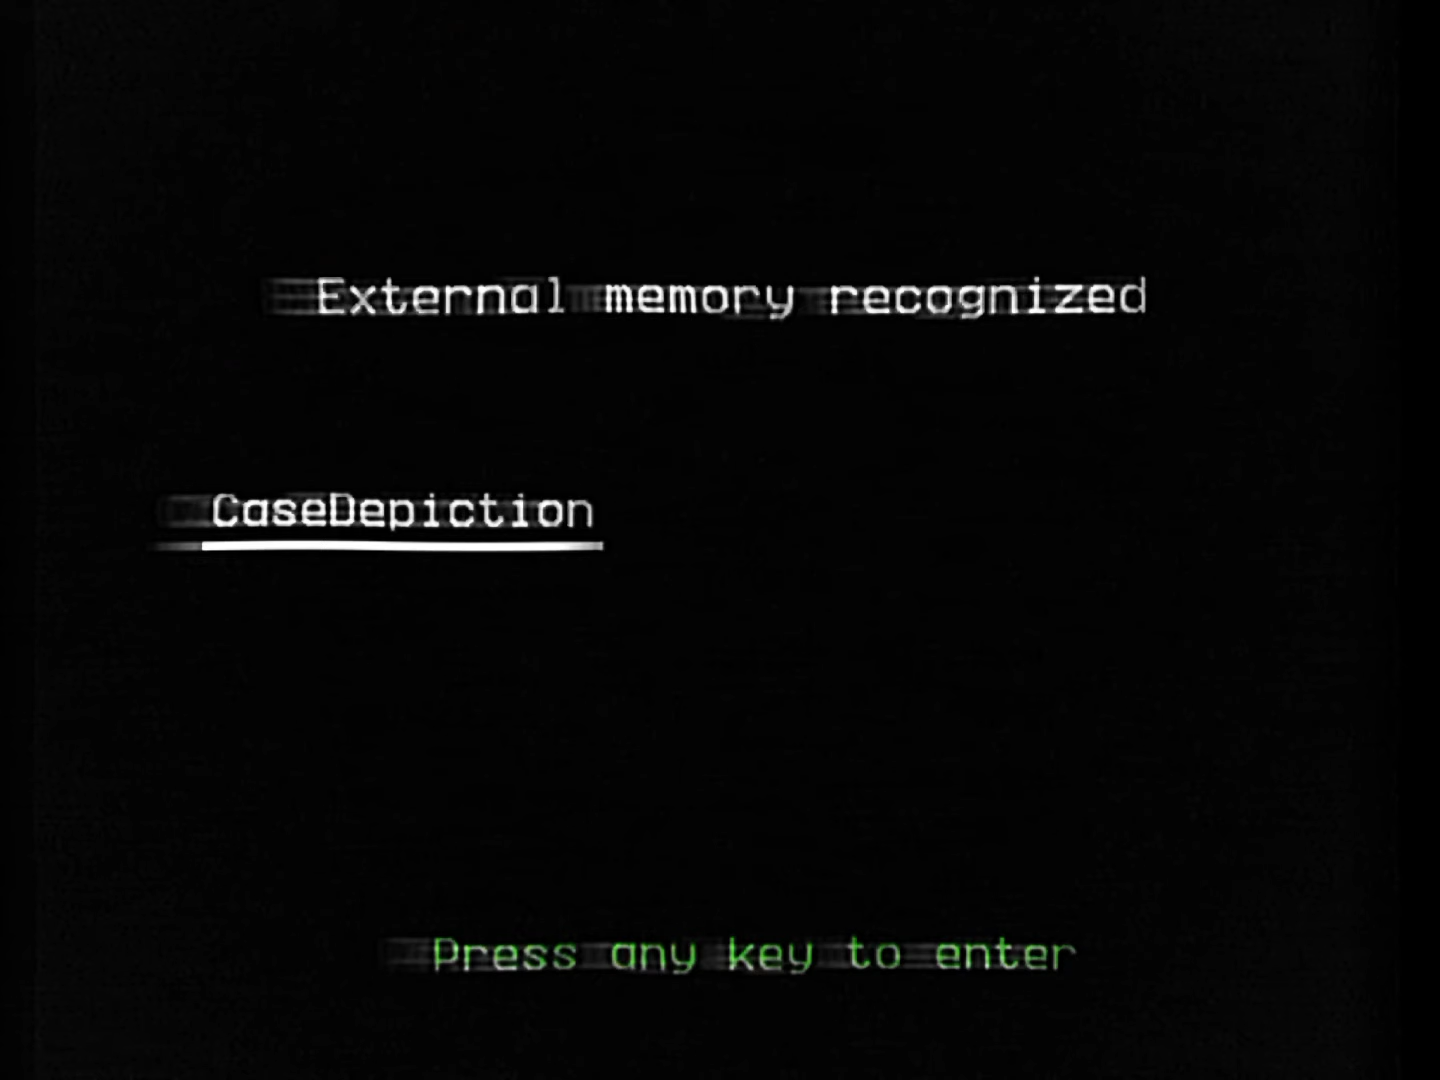 External memory recognized
CaseDepiction
Press any key to enter